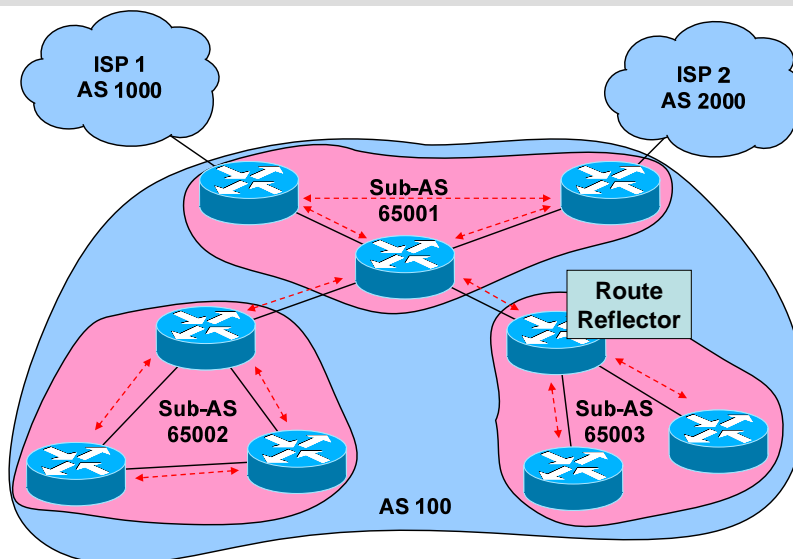 ISP 1
AS 1000
ISP 2
AS 2000
Sub-AS
65001
Route
Reflector
Sub-AS
65002
Sub-AS
65003
AS 100